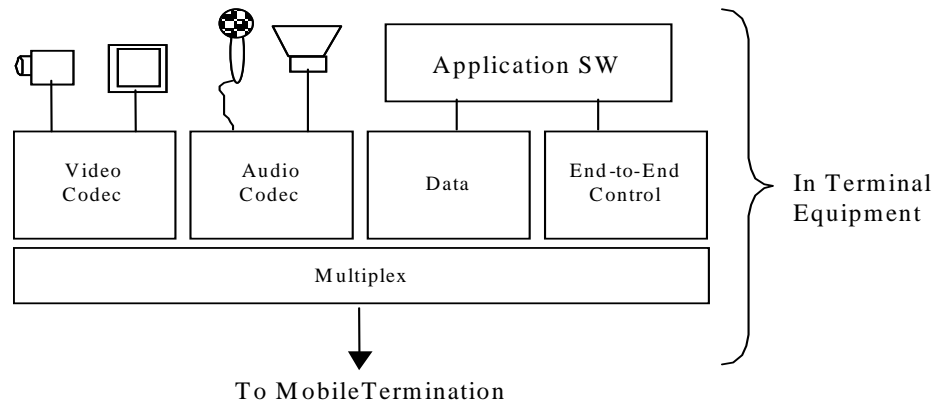 Application SW
Video
Codec
Audio
Codec
Data
End-to-End
Control
In Terminal
Equipment
Multiplex
To MobileTermination